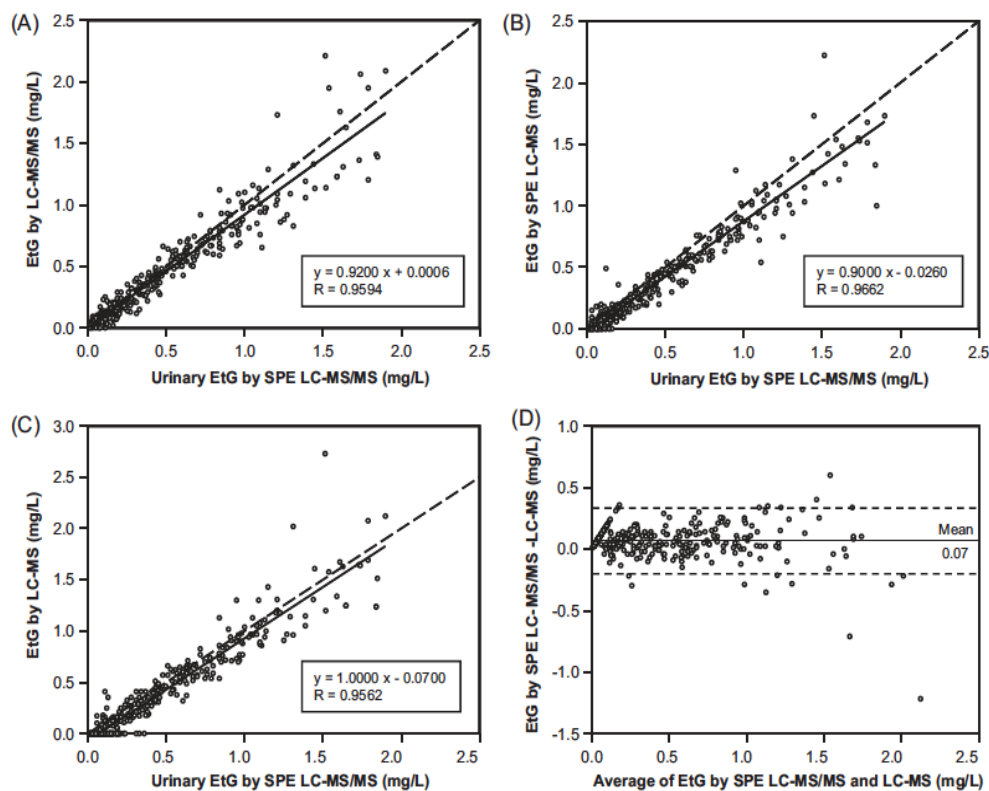 (A)
2.5
2.0
1.5
1.0
0.5
0.0
EtG by LC-MS/MS (mg/L)
y = 0.9200 x + 0.0006
R = 0.9594
0.0 0.5 1.0 1.5 2.0 2.5
Urinary EtG by SPE LC-MS/MS (mg/L)
(B)
2.5
2.0
1.5
1.0
0.5
0.0
EtG by SPE LC-MS (mg/L)
y = 0.9000 x - 0.0260
R = 0.9662
0.0 0.5 1.0 1.5 2.0 2.5
Urinary EtG by SPE LC-MS/MS (mg/L)
(C)
3.0
2.5
2.0
1.5
1.0
0.5
0.0
EtG by LC-MS (mg/L)
y = 1.0000 x - 0.0700
R = 0.9562
0.0 0.5 1.0 1.5 2.0 2.5
Urinary EtG by SPE LC-MS/MS (mg/L)
(D)
1.0
0.5
0.0
-0.5
-1.0
-1.5
EtG by SPE LC-MS/MS -LC-MS (mg/L)
Mean
0.07
0.0 0.5 1.0 1.5 2.0 2.5
Average of EtG by SPE LC-MS/MS and LC-MS (mg/L)